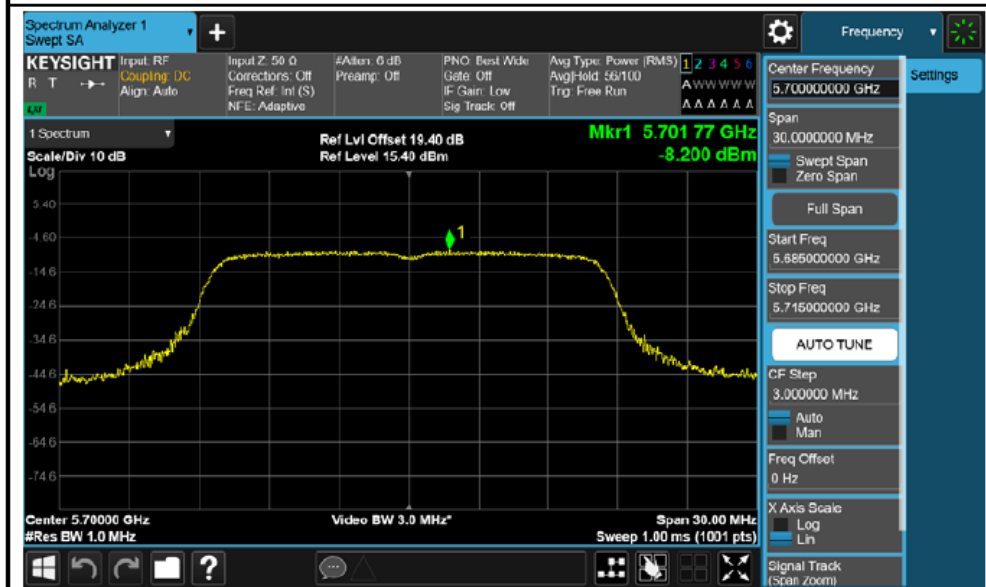 Spectrum Analyzer 1
Swept SA
+
Frequency
KEYSIGHT
R T
LXI
Input: RF
Coupling: DC
Align: Auto
Input Z: 50 Ω
Corrections: Off
Freq Ref: Int (S)
NFE: Adaptive
#Atten: 6 dB
Preamp: Off
PNO: Best Wide
Gate: Off
IF Gain: Low
Sig Track: Off
Avg Type: Power (RMS)
Avg|Hold: 56/100
Trig: Free Run
1 2 3 4 5 6
A W W W W W
A A A A A A
Center Frequency
5.700000000 GHz
Settings
Span
30.0000000 MHz
Swept Span
Zero Span
Full Span
Start Freq
5.685000000 GHz
Stop Freq
5.715000000 GHz
AUTO TUNE
CF Step
3.000000 MHz
Auto
Man
Freq Offset
0 Hz
X Axis Scale
Log
Lin
Signal Track
(Span Zoom)
1 Spectrum
Scale/Div 10 dB
Log
Ref Lvl Offset 19.40 dB
Ref Level 15.40 dBm
Mkr1 5.701 77 GHz
-8.200 dBm
5.40
-4.60
-14.6
-24.6
-34.6
-44.6
-54.6
-64.6
-74.6
1
Center 5.70000 GHz
#Res BW 1.0 MHz
Video BW 3.0 MHz*
Span 30.00 MHz
Sweep 1.00 ms (1001 pts)
?